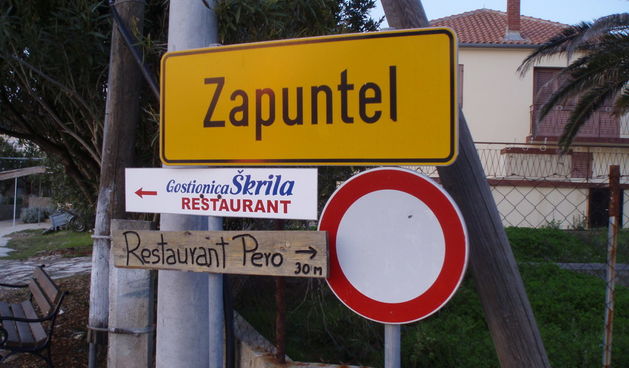 Zapuntel
Gostionica Škrila
← RESTAURANT
Restaurant Pero →
30 m